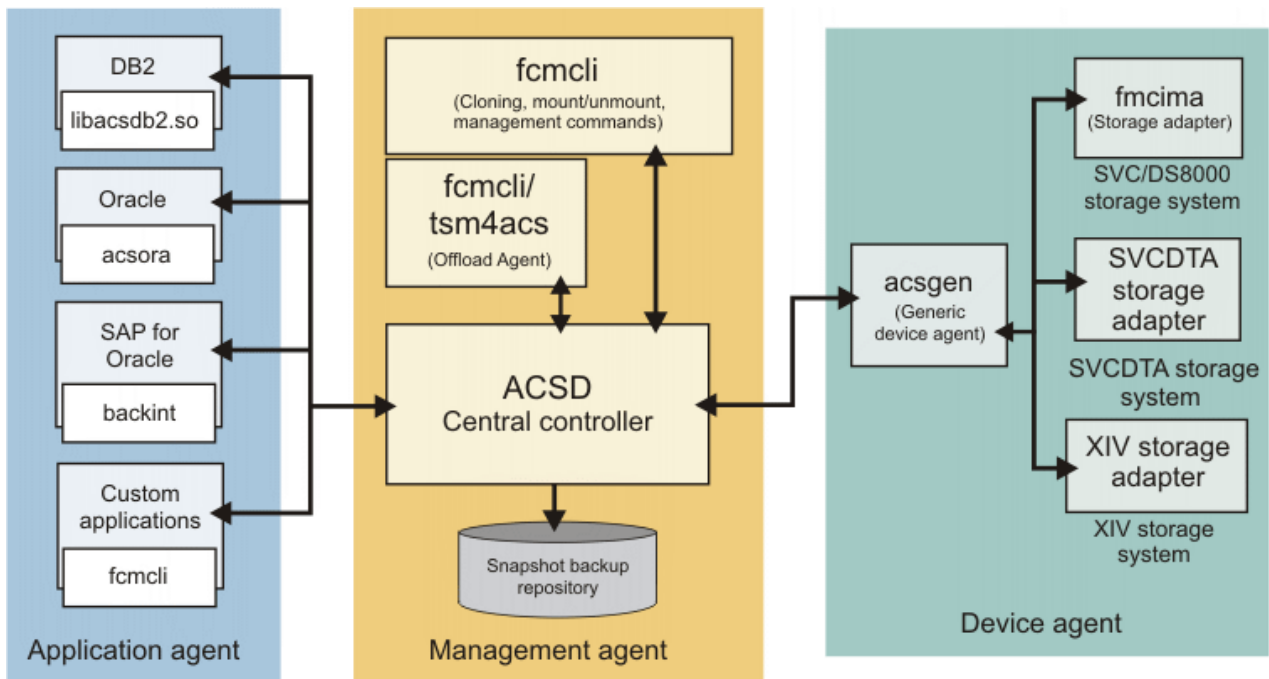 DB2
libacsdb2.so
Oracle
acsora
SAP for
Oracle
backint
Custom
applications
fcmcli
Application agent
fcmcli
(Cloning, mount/unmount,
management commands)
fcmcli/
tsm4acs
(Offload Agent)
ACSD
Central controller
Snapshot backup
repository
Management agent
acsgen
(Generic
device agent)
fmcima
(Storage adapter)
SVC/DS8000
storage system
SVCDTA
storage
adapter
SVCDTA storage
system
XIV storage
adapter
XIV storage
system
Device agent